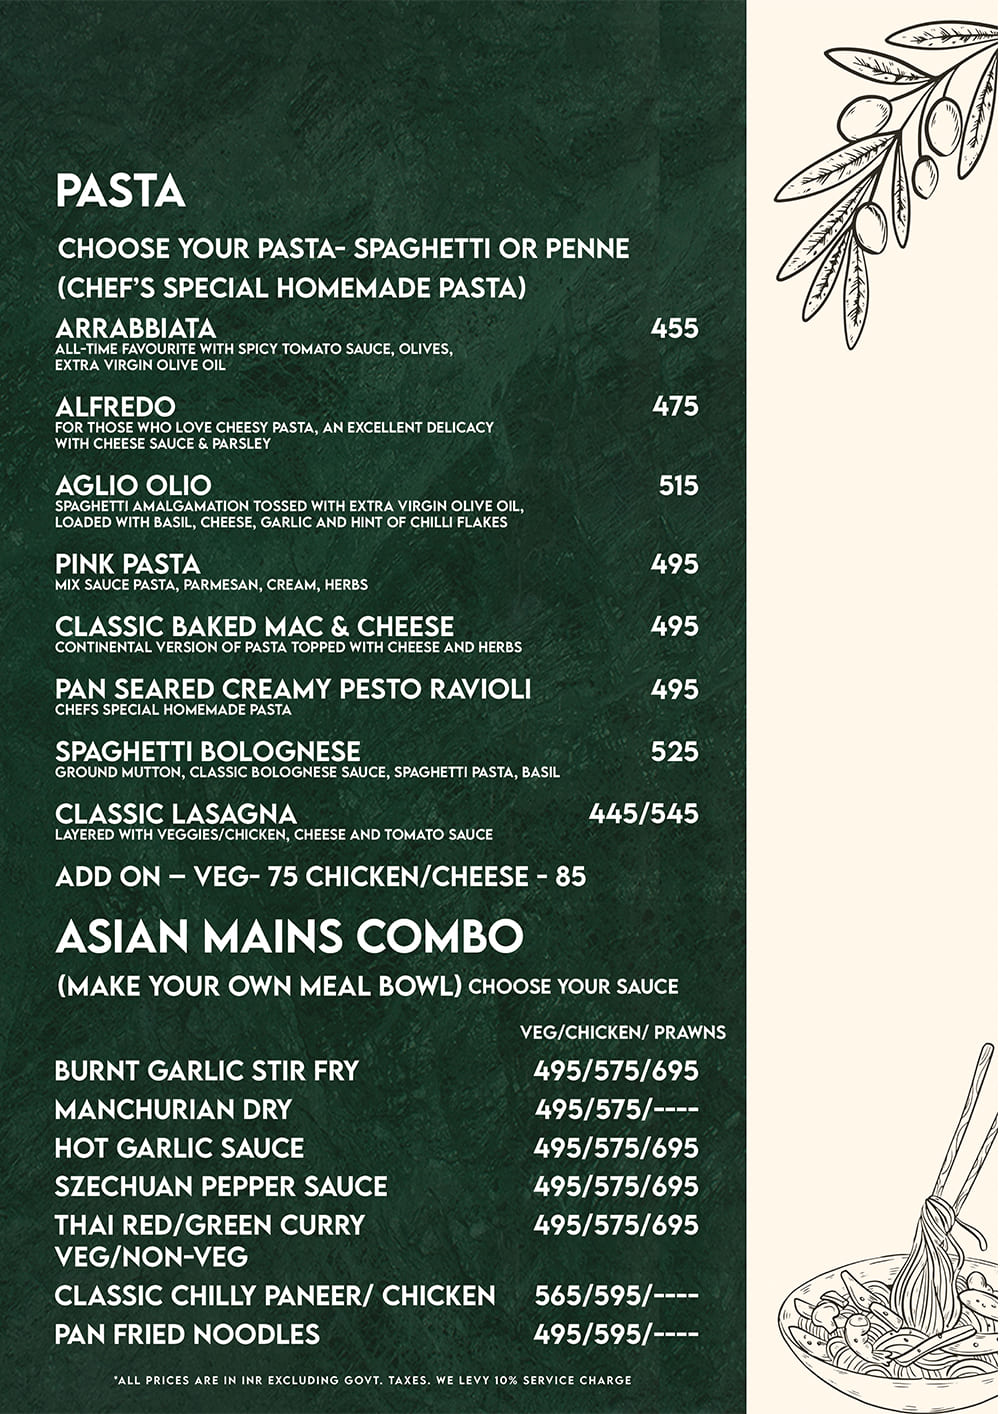 PASTA
CHOOSE YOUR PASTA- SPAGHETTI OR PENNE
(CHEF'S SPECIAL HOMEMADE PASTA)
ARRABBIATA 455
ALL-TIME FAVOURITE WITH SPICY TOMATO SAUCE, OLIVES,
EXTRA VIRGIN OLIVE OIL
ALFREDO 475
FOR THOSE WHO LOVE CHEESY PASTA, AN EXCELLENT DELICACY
WITH CHEESE SAUCE & PARSLEY
AGLIO OLIO 515
SPAGHETTI AMALGAMATION TOSSED WITH EXTRA VIRGIN OLIVE OIL,
LOADED WITH BASIL, CHEESE, GARLIC AND HINT OF CHILLI FLAKES
PINK PASTA 495
MIX SAUCE PASTA, PARMESAN, CREAM, HERBS
CLASSIC BAKED MAC & CHEESE 495
CONTINENTAL VERSION OF PASTA TOPPED WITH CHEESE AND HERBS
PAN SEARED CREAMY PESTO RAVIOLI 495
CHEFS SPECIAL HOMEMADE PASTA
SPAGHETTI BOLOGNESE 525
GROUND MUTTON, CLASSIC BOLOGNESE SAUCE, SPAGHETTI PASTA, BASIL
CLASSIC LASAGNA 445/545
LAYERED WITH VEGGIES/CHICKEN, CHEESE AND TOMATO SAUCE
ADD ON – VEG- 75 CHICKEN/CHEESE - 85
ASIAN MAINS COMBO
(MAKE YOUR OWN MEAL BOWL) CHOOSE YOUR SAUCE
VEG/CHICKEN/ PRAWNS
BURNT GARLIC STIR FRY 495/575/695
MANCHURIAN DRY 495/575/----
HOT GARLIC SAUCE 495/575/695
SZECHUAN PEPPER SAUCE 495/575/695
THAI RED/GREEN CURRY 495/575/695
VEG/NON-VEG
CLASSIC CHILLY PANEER/ CHICKEN 565/595/----
PAN FRIED NOODLES 495/595/----
*ALL PRICES ARE IN INR EXCLUDING GOVT. TAXES. WE LEVY 10% SERVICE CHARGE